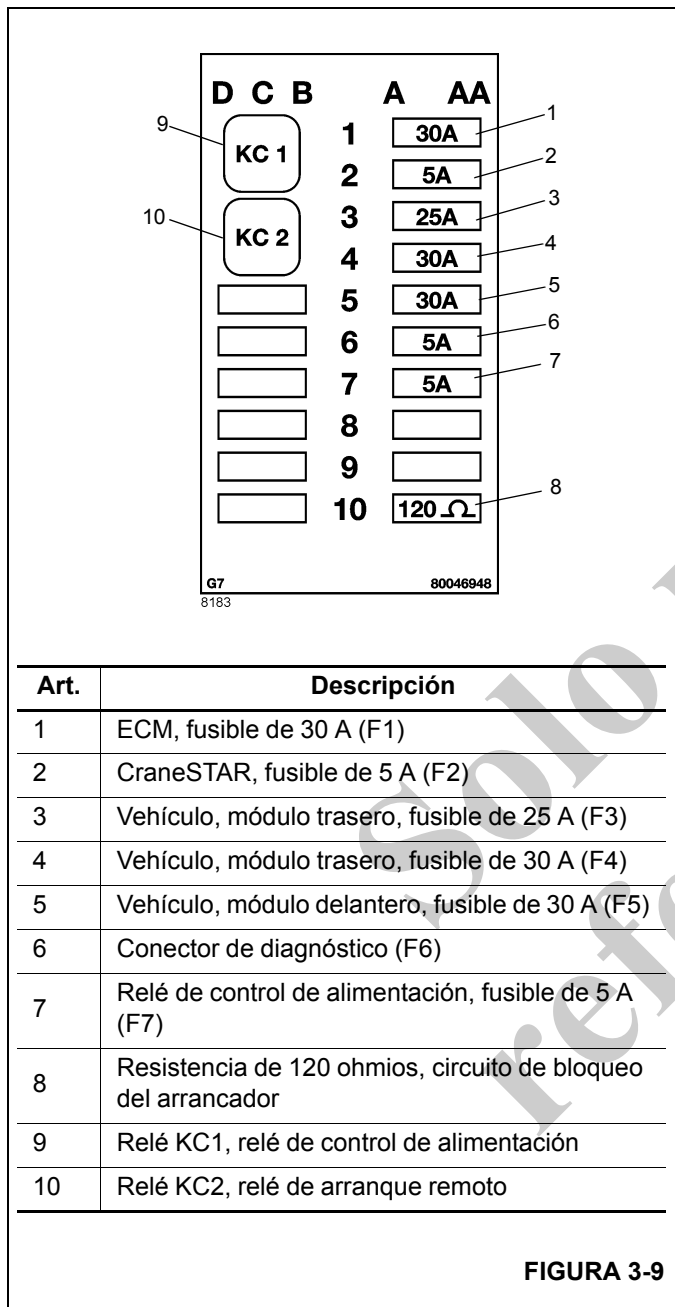 D C B A AA
1 30A 1
9 KC 1
2 5A 2
3 25A 3
10 KC 2
4 30A 4
5 30A 5
6 5A 6
7 5A 7
8
9
10 120 Ω 8
G7 80046948
8183
Art. Descripción
1 ECM, fusible de 30 A (F1)
2 CraneSTAR, fusible de 5 A (F2)
3 Vehículo, módulo trasero, fusible de 25 A (F3)
4 Vehículo, módulo trasero, fusible de 30 A (F4)
5 Vehículo, módulo delantero, fusible de 30 A (F5)
6 Conector de diagnóstico (F6)
7 Relé de control de alimentación, fusible de 5 A
(F7)
8 Resistencia de 120 ohmios, circuito de bloqueo
del arrancador
9 Relé KC1, relé de control de alimentación
10 Relé KC2, relé de arranque remoto
FIGURA 3-9
Solo